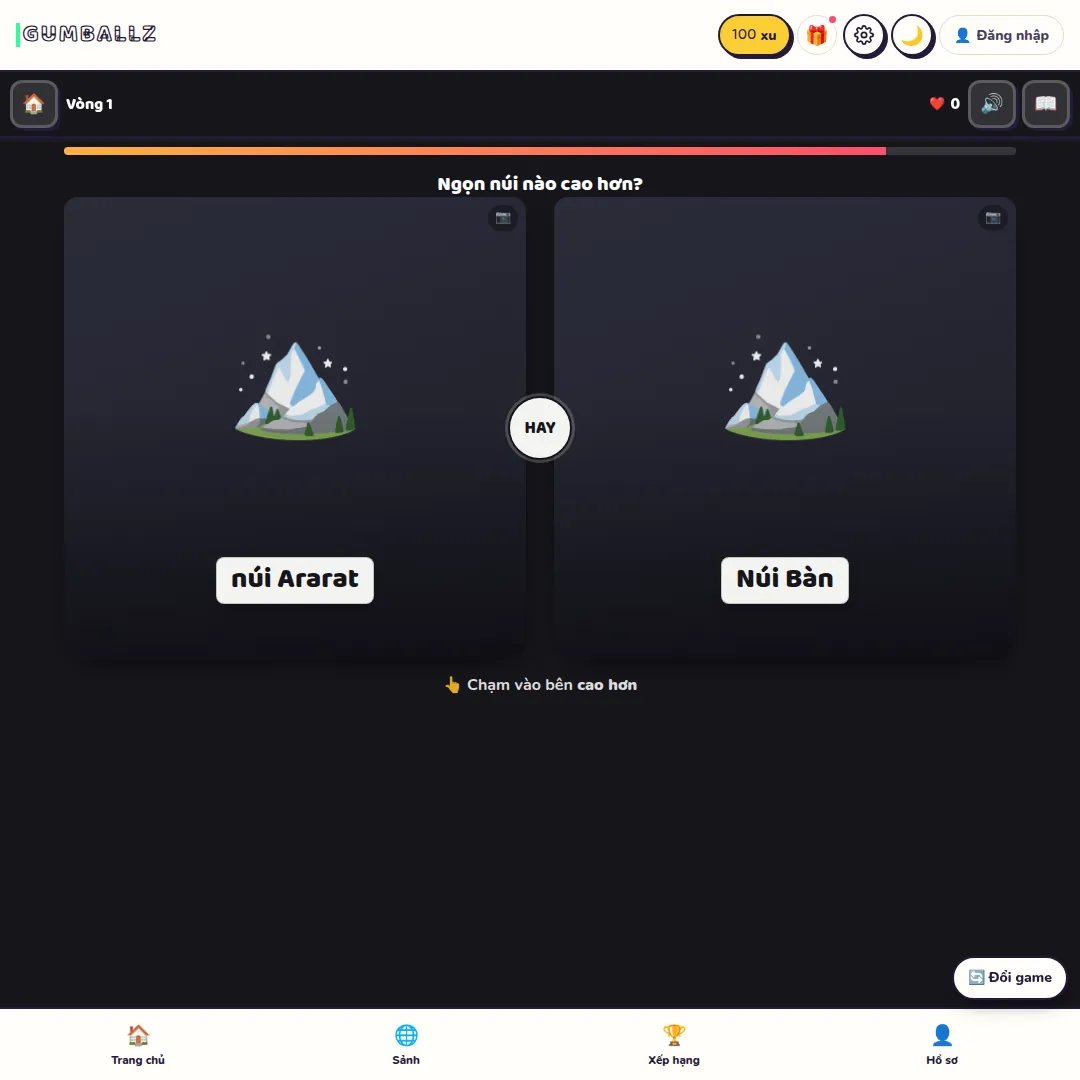 GUMBALLZ
100 xu
Đăng nhập
Vòng 1
0
Ngọn núi nào cao hơn?
HAY
núi Ararat
Núi Bàn
Chạm vào bên cao hơn
Đổi game
Trang chủ
Sảnh
Xếp hạng
Hồ sơ